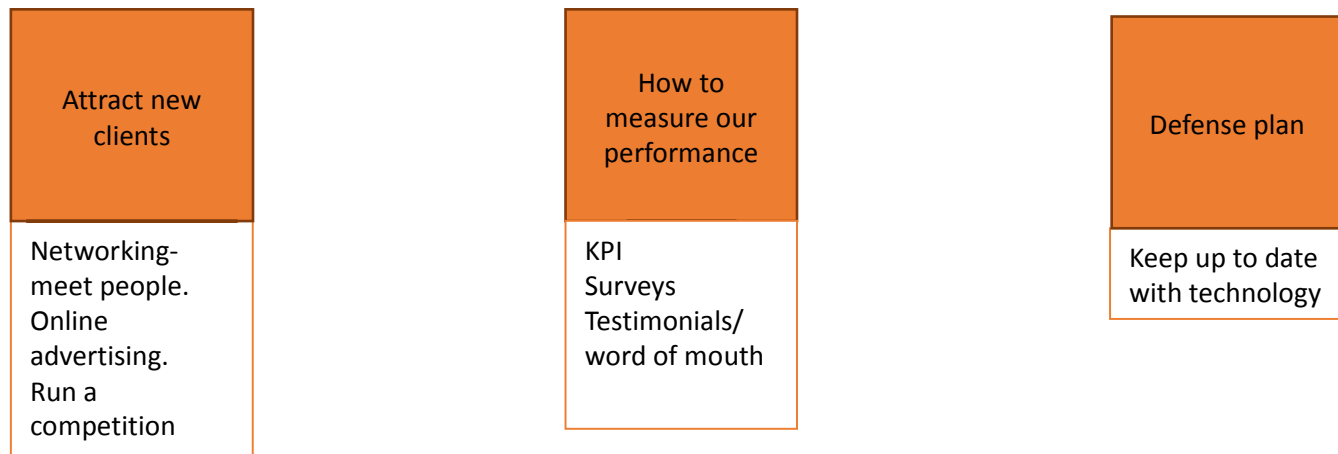 Attract new
clients
Networking-
meet people.
Online
advertising.
Run a
competition
How to
measure our
performance
KPI
Surveys
Testimonials/
word of mouth
Defense plan
Keep up to date
with technology